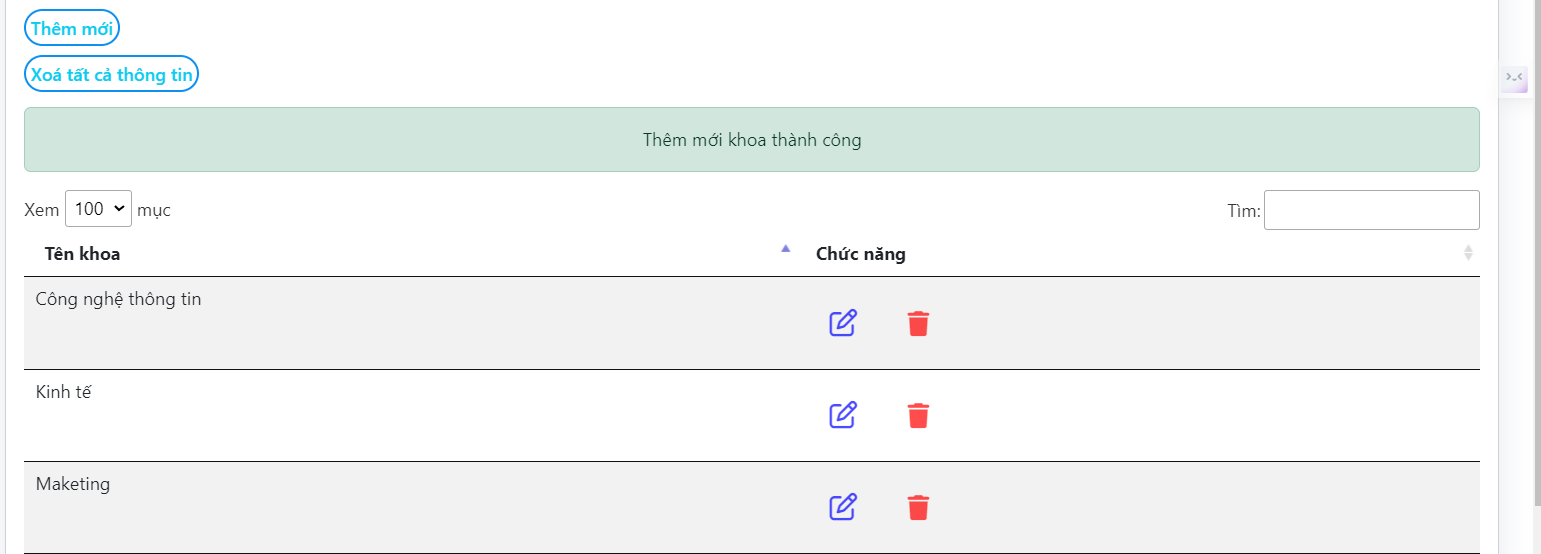 Thêm mới
Xoá tất cả thông tin
Thêm mới khoa thành công
Xem 100 mục Tìm:
Tên khoa Chức năng
Công nghệ thông tin
Kinh tế
Maketing